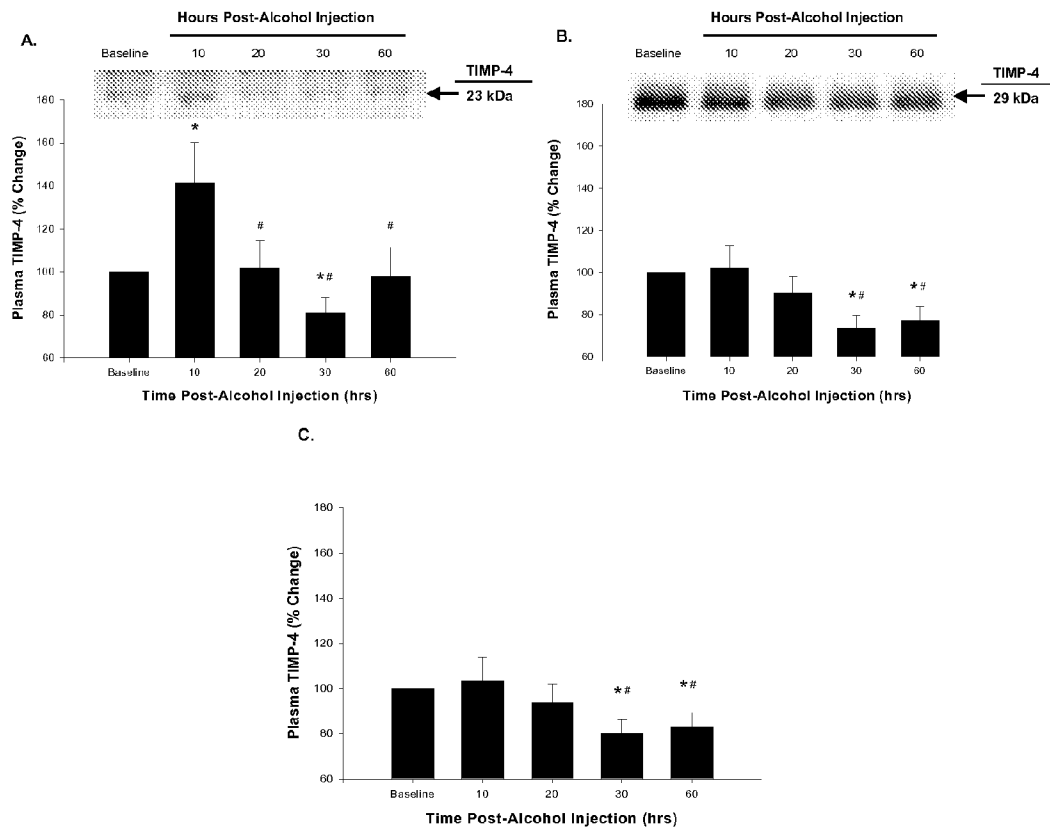 A.
Hours Post-Alcohol Injection
Baseline 10 20 30 60
TIMP-4
23 kDa
Plasma TIMP-4 (% Change)
180
160
140
120
100
80
60
*
#
*#
#
Baseline 10 20 30 60
Time Post-Alcohol Injection (hrs)
B.
Hours Post-Alcohol Injection
Baseline 10 20 30 60
TIMP-4
29 kDa
Plasma TIMP-4 (% Change)
180
160
140
120
100
80
60
*#
*#
Baseline 10 20 30 60
Time Post-Alcohol Injection (hrs)
C.
Plasma TIMP-4 (% Change)
180
160
140
120
100
80
60
*#
*#
Baseline 10 20 30 60
Time Post-Alcohol Injection (hrs)